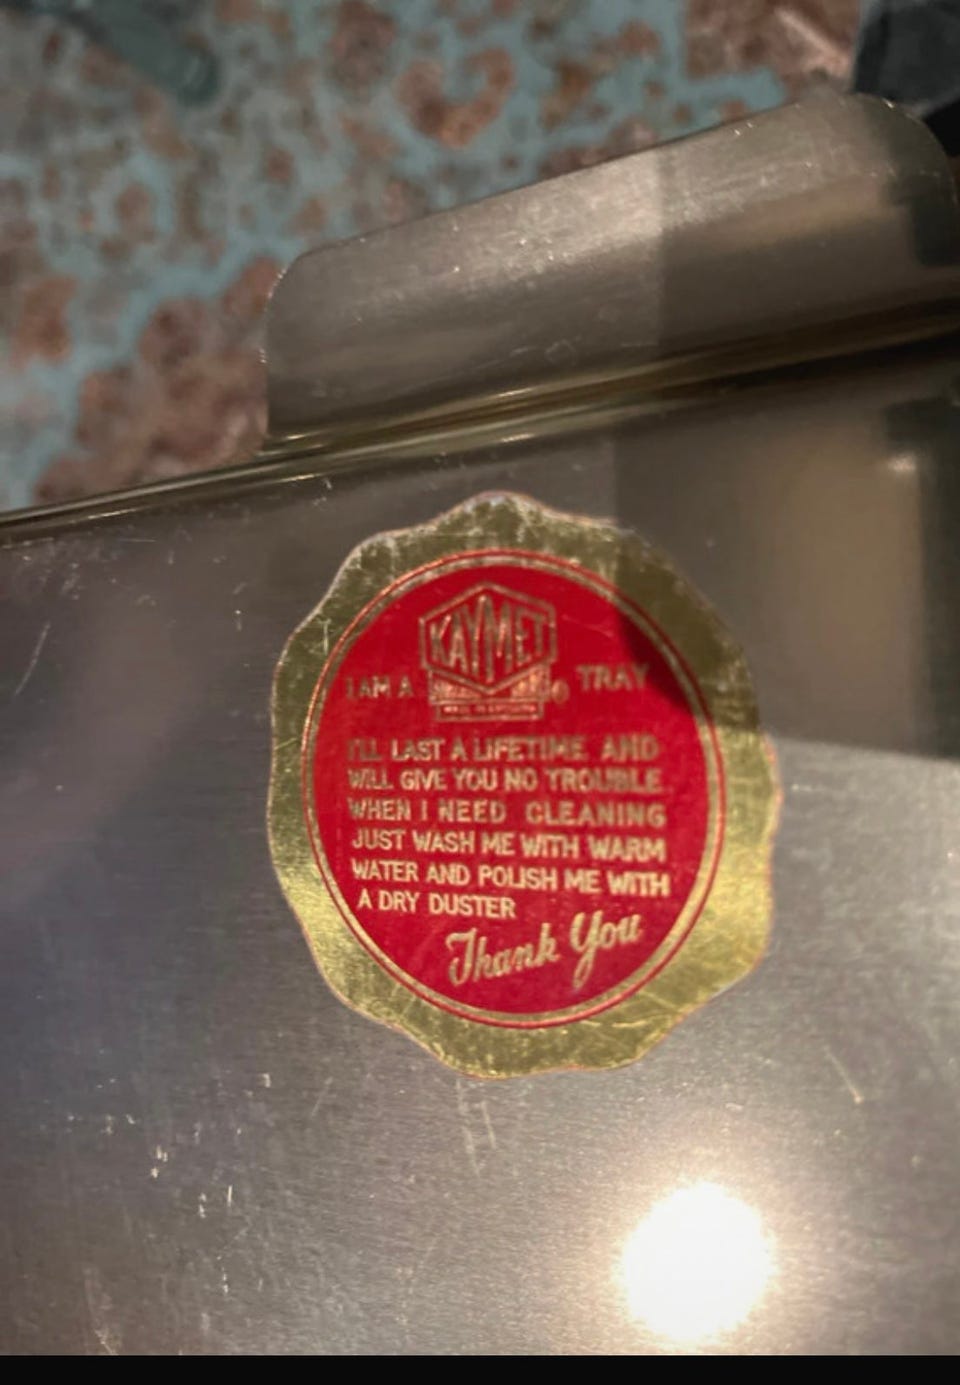 KAYMET
I AM A ® TRAY
I'LL LAST A LIFETIME AND
WILL GIVE YOU NO TROUBLE
WHEN I NEED CLEANING
JUST WASH ME WITH WARM
WATER AND POLISH ME WITH
A DRY DUSTER
Thank You